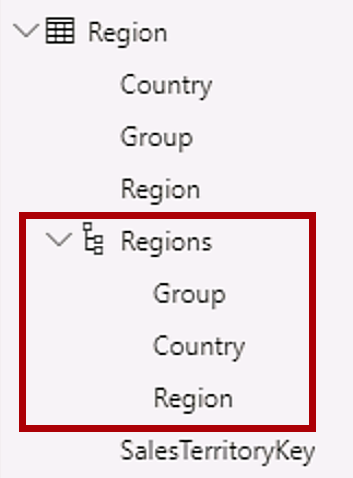 Region
Country
Group
Region
Regions
Group
Country
Region
SalesTerritoryKey